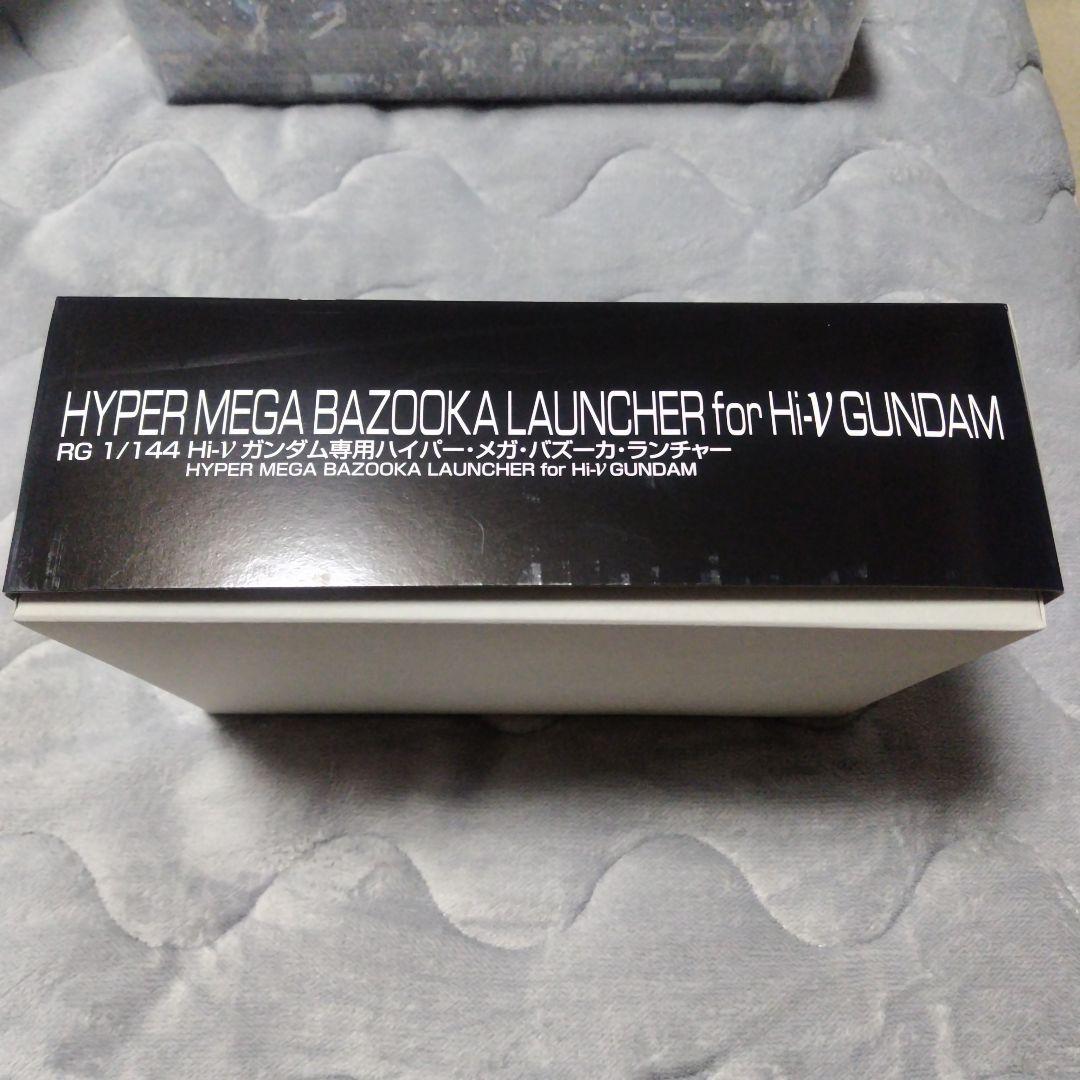 HYPER MEGA BAZOOKA LAUNCHER for Hi-ν GUNDAM
RG 1/144 Hi-ν ガンダム専用ハイパー・メガ・バズーカ・ランチャー
HYPER MEGA BAZOOKA LAUNCHER for Hi-ν GUNDAM